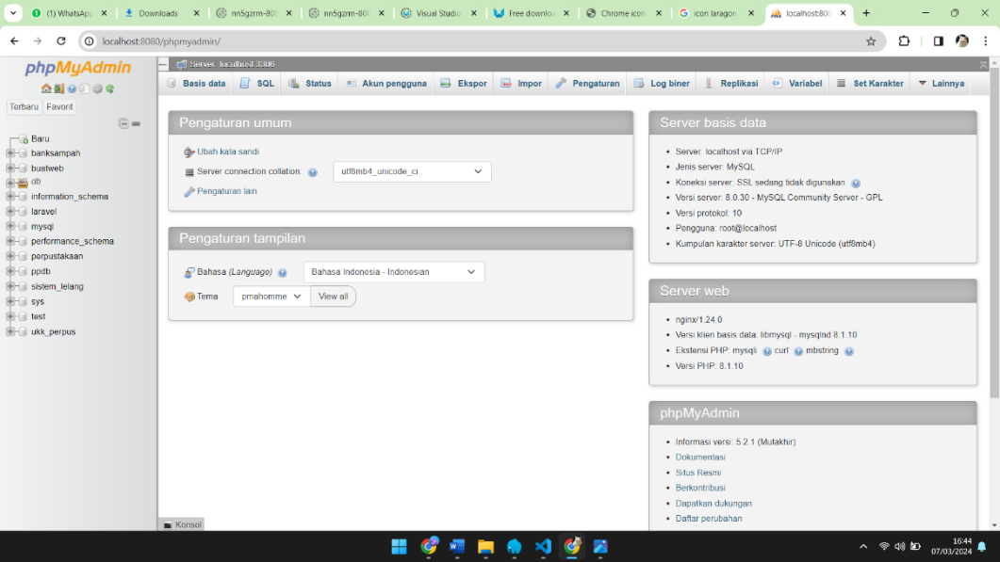 (1) WhatsApp
Downloads
nn5gzrm-808
nn5gzrm-808
Visual Studio
Free downloa
Chrome icon
icon laragon
localhost:808
localhost:8080/phpmyadmin/
phpMyAdmin
Terbaru
Favorit
Baru
banksampah
buatweb
db
information_schema
laravel
mysql
performance_schema
perpustakaan
ppdb
sistem_lelang
sys
test
ukk_perpus
Server: localhost:3306
Basis data
SQL
Status
Akun pengguna
Ekspor
Impor
Pengaturan
Log biner
Replikasi
Variabel
Set Karakter
Lainnya
Pengaturan umum
Ubah kata sandi
Server connection collation:
utf8mb4_unicode_ci
Pengaturan lain
Pengaturan tampilan
Bahasa (Language)
Bahasa Indonesia - Indonesian
Tema
pmahomme
View all
Server basis data
• Server: localhost via TCP/IP
• Jenis server: MySQL
• Koneksi server: SSL sedang tidak digunakan
• Versi server: 8.0.30 - MySQL Community Server - GPL
• Versi protokol: 10
• Pengguna: root@localhost
• Kumpulan karakter server: UTF-8 Unicode (utf8mb4)
Server web
• nginx/1.24.0
• Versi klien basis data: libmysql - mysqlnd 8.1.10
• Ekstensi PHP: mysqli curl mbstring
• Versi PHP: 8.1.10
phpMyAdmin
• Informasi versi: 5.2.1 (Mutakhir)
• Dokumentasi
• Situs Resmi
• Berkontribusi
• Dapatkan dukungan
• Daftar perubahan
Konsol
16:44
07/03/2024